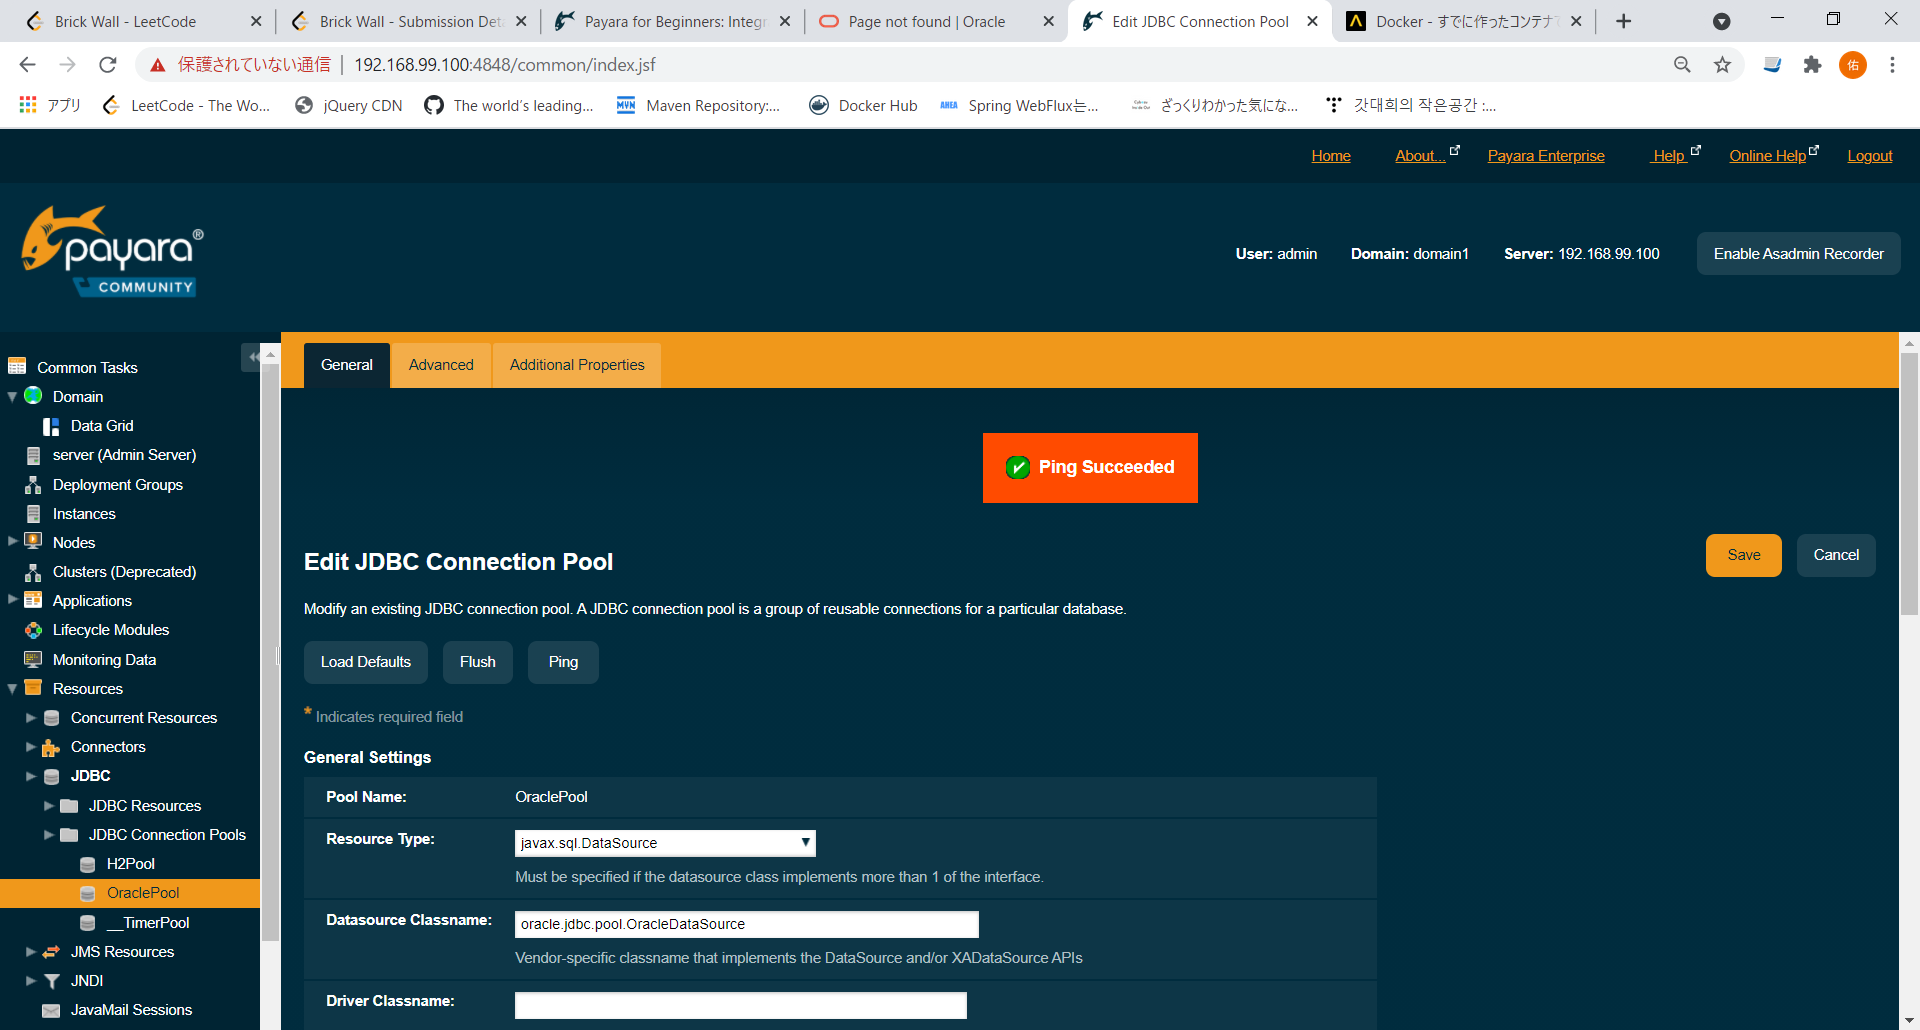 Brick Wall - LeetCode
Brick Wall - Submission Deta
Payara for Beginners: Integr
Page not found | Oracle
Edit JDBC Connection Pool
Docker - すでに作ったコンテナで
保護されていない通信
192.168.99.100:4848/common/index.jsf
佑
アプリ
LeetCode - The Wo...
jQuery CDN
The world's leading...
MVN
Maven Repository:...
Docker Hub
AHEA
Spring WebFlux는...
ざっくりわかった気にな...
갓대희의 작은공간 :...
Home
About...
Payara Enterprise
Help
Online Help
Logout
payara®
COMMUNITY
User: admin
Domain: domain1
Server: 192.168.99.100
Enable Asadmin Recorder
Common Tasks
Domain
Data Grid
server (Admin Server)
Deployment Groups
Instances
Nodes
Clusters (Deprecated)
Applications
Lifecycle Modules
Monitoring Data
Resources
Concurrent Resources
Connectors
JDBC
JDBC Resources
JDBC Connection Pools
H2Pool
OraclePool
__TimerPool
JMS Resources
JNDI
JavaMail Sessions
General
Advanced
Additional Properties
Ping Succeeded
Edit JDBC Connection Pool
Save
Cancel
Modify an existing JDBC connection pool. A JDBC connection pool is a group of reusable connections for a particular database.
Load Defaults
Flush
Ping
* Indicates required field
General Settings
Pool Name:
OraclePool
Resource Type:
javax.sql.DataSource
Must be specified if the datasource class implements more than 1 of the interface.
Datasource Classname:
oracle.jdbc.pool.OracleDataSource
Vendor-specific classname that implements the DataSource and/or XADataSource APIs
Driver Classname: